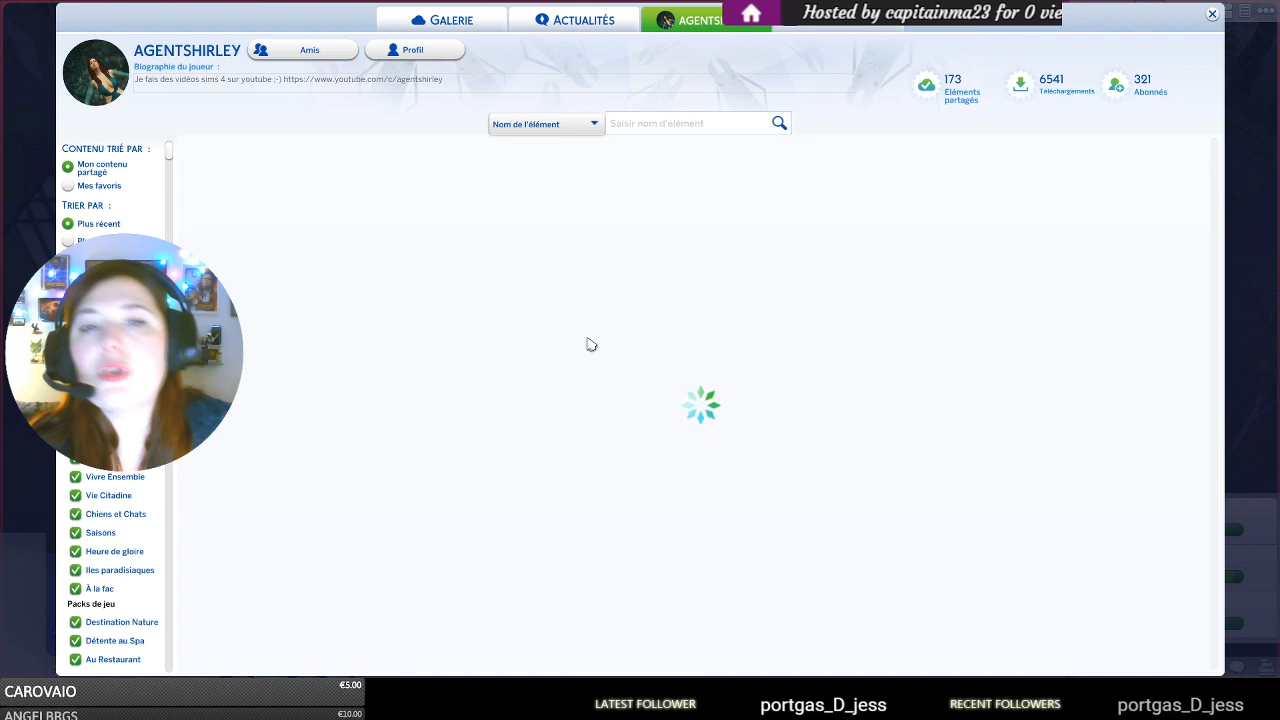 GALERIE
ACTUALITÉS
AGENTS
Hosted by capitainma23 for 0 vie
AGENTSHIRLEY
Amis
Profil
Biographie du joueur :
Je fais des vidéos sims 4 sur youtube ;-) https://www.youtube.com/c/agentshirley
173
Eléments
partagés
6541
Téléchargements
321
Abonnés
Nom de l'élément
Saisir nom d'élément
CONTENU TRIÉ PAR :
Mon contenu
partagé
Mes favoris
TRIER PAR :
Plus récent
Vivre Ensemble
Vie Citadine
Chiens et Chats
Saisons
Heure de gloire
Iles paradisiaques
À la fac
Packs de jeu
Destination Nature
Détente au Spa
Au Restaurant
CAROVAIO
€5.00
ANGELBBGS
€10.00
LATEST FOLLOWER
portgas_D_jess
RECENT FOLLOWERS
portgas_D_jess